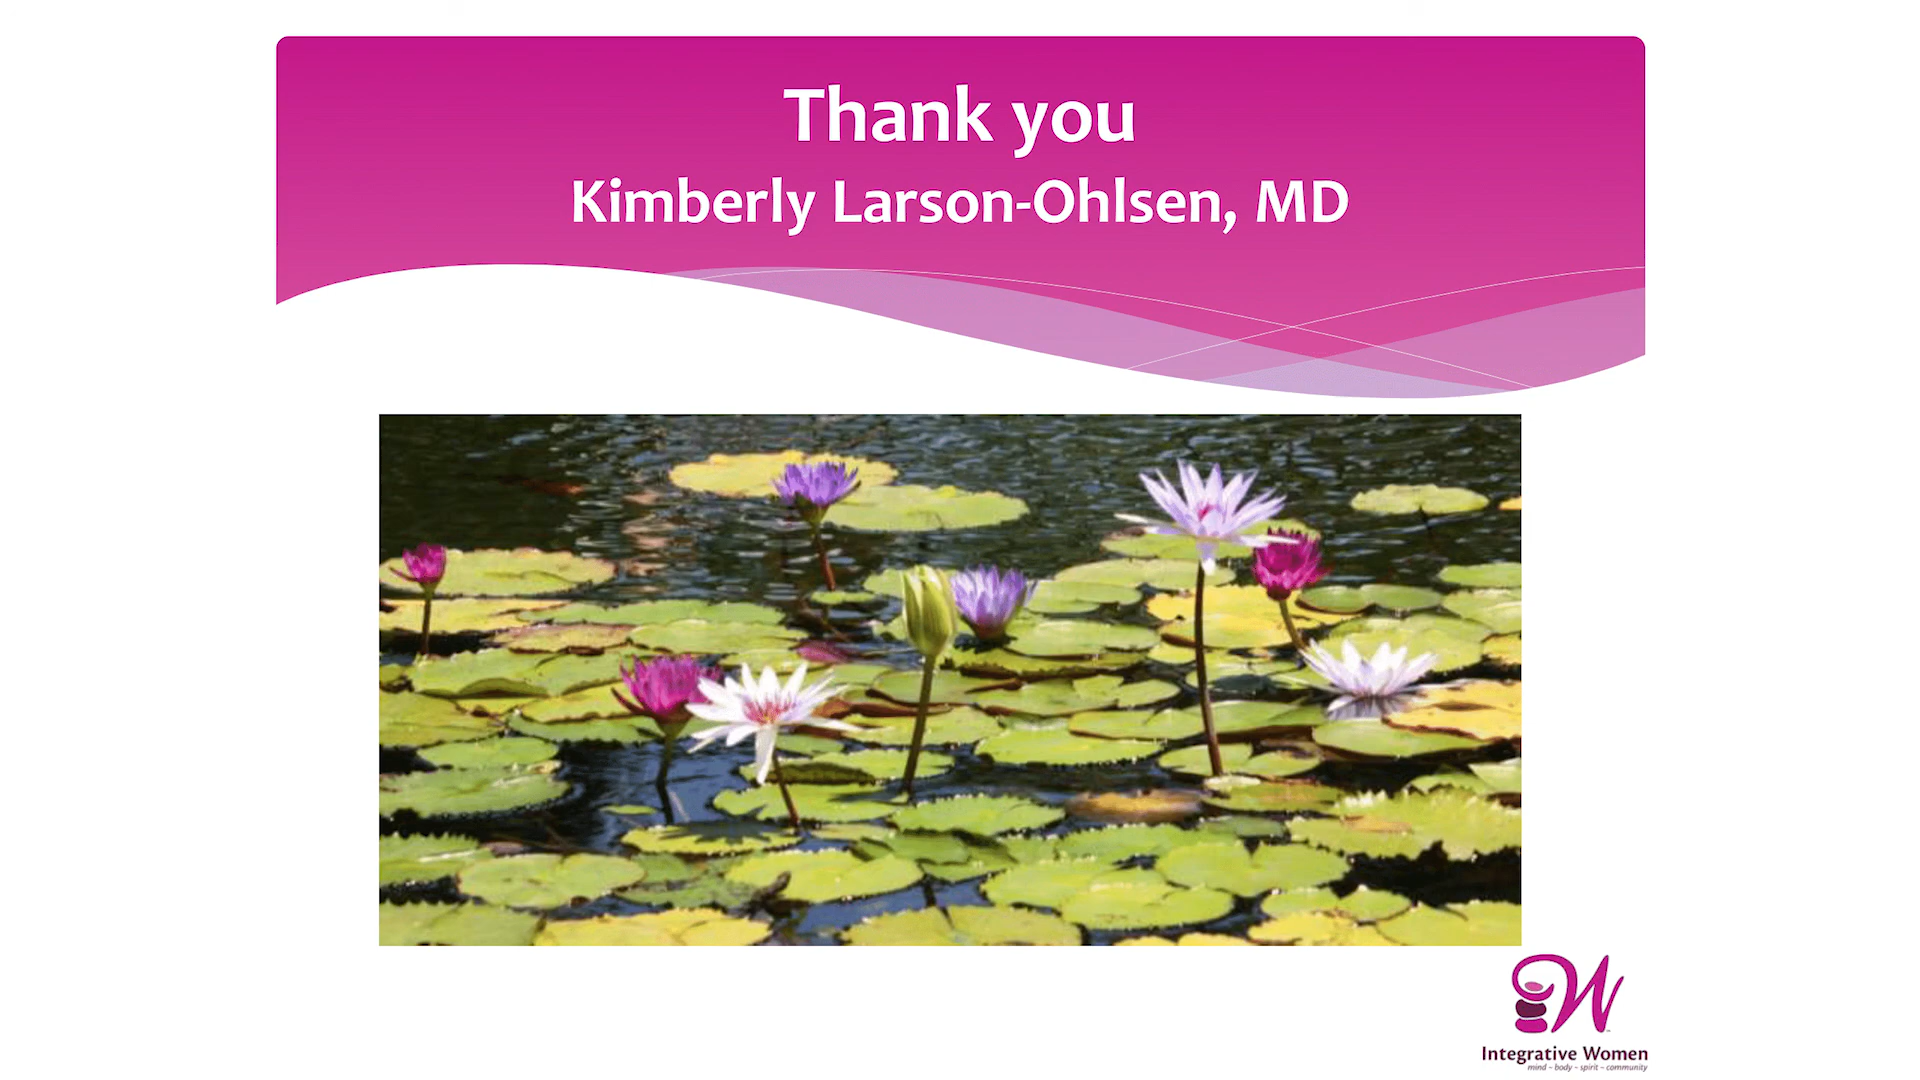 Thank you
Kimberly Larson-Ohlsen, MD
Integrative Women
mind – body – spirit – community